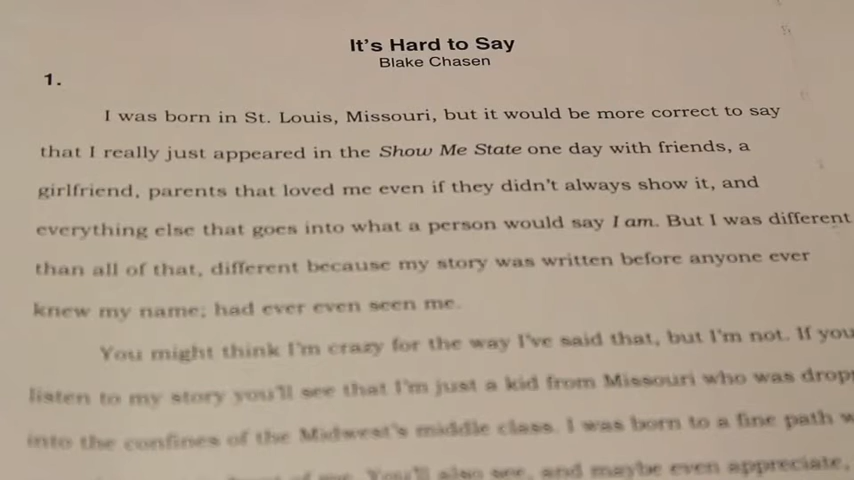 It's Hard to Say
Blake Chasen
1.
I was born in St. Louis, Missouri, but it would be more correct to say
that I really just appeared in the Show Me State one day with friends, a
girlfriend, parents that loved me even if they didn't always show it, and
everything else that goes into what a person would say I am. But I was different
than all of that, different because my story was written before anyone ever
knew my name; had ever even seen me.
You might think I'm crazy for the way I've said that, but I'm not. If you
listen to my story you'll see that I'm just a kid from Missouri who was
into the confines of the Midwest's middle class. I was born to a fine path
of me. You'll also see, and maybe even appreciate,